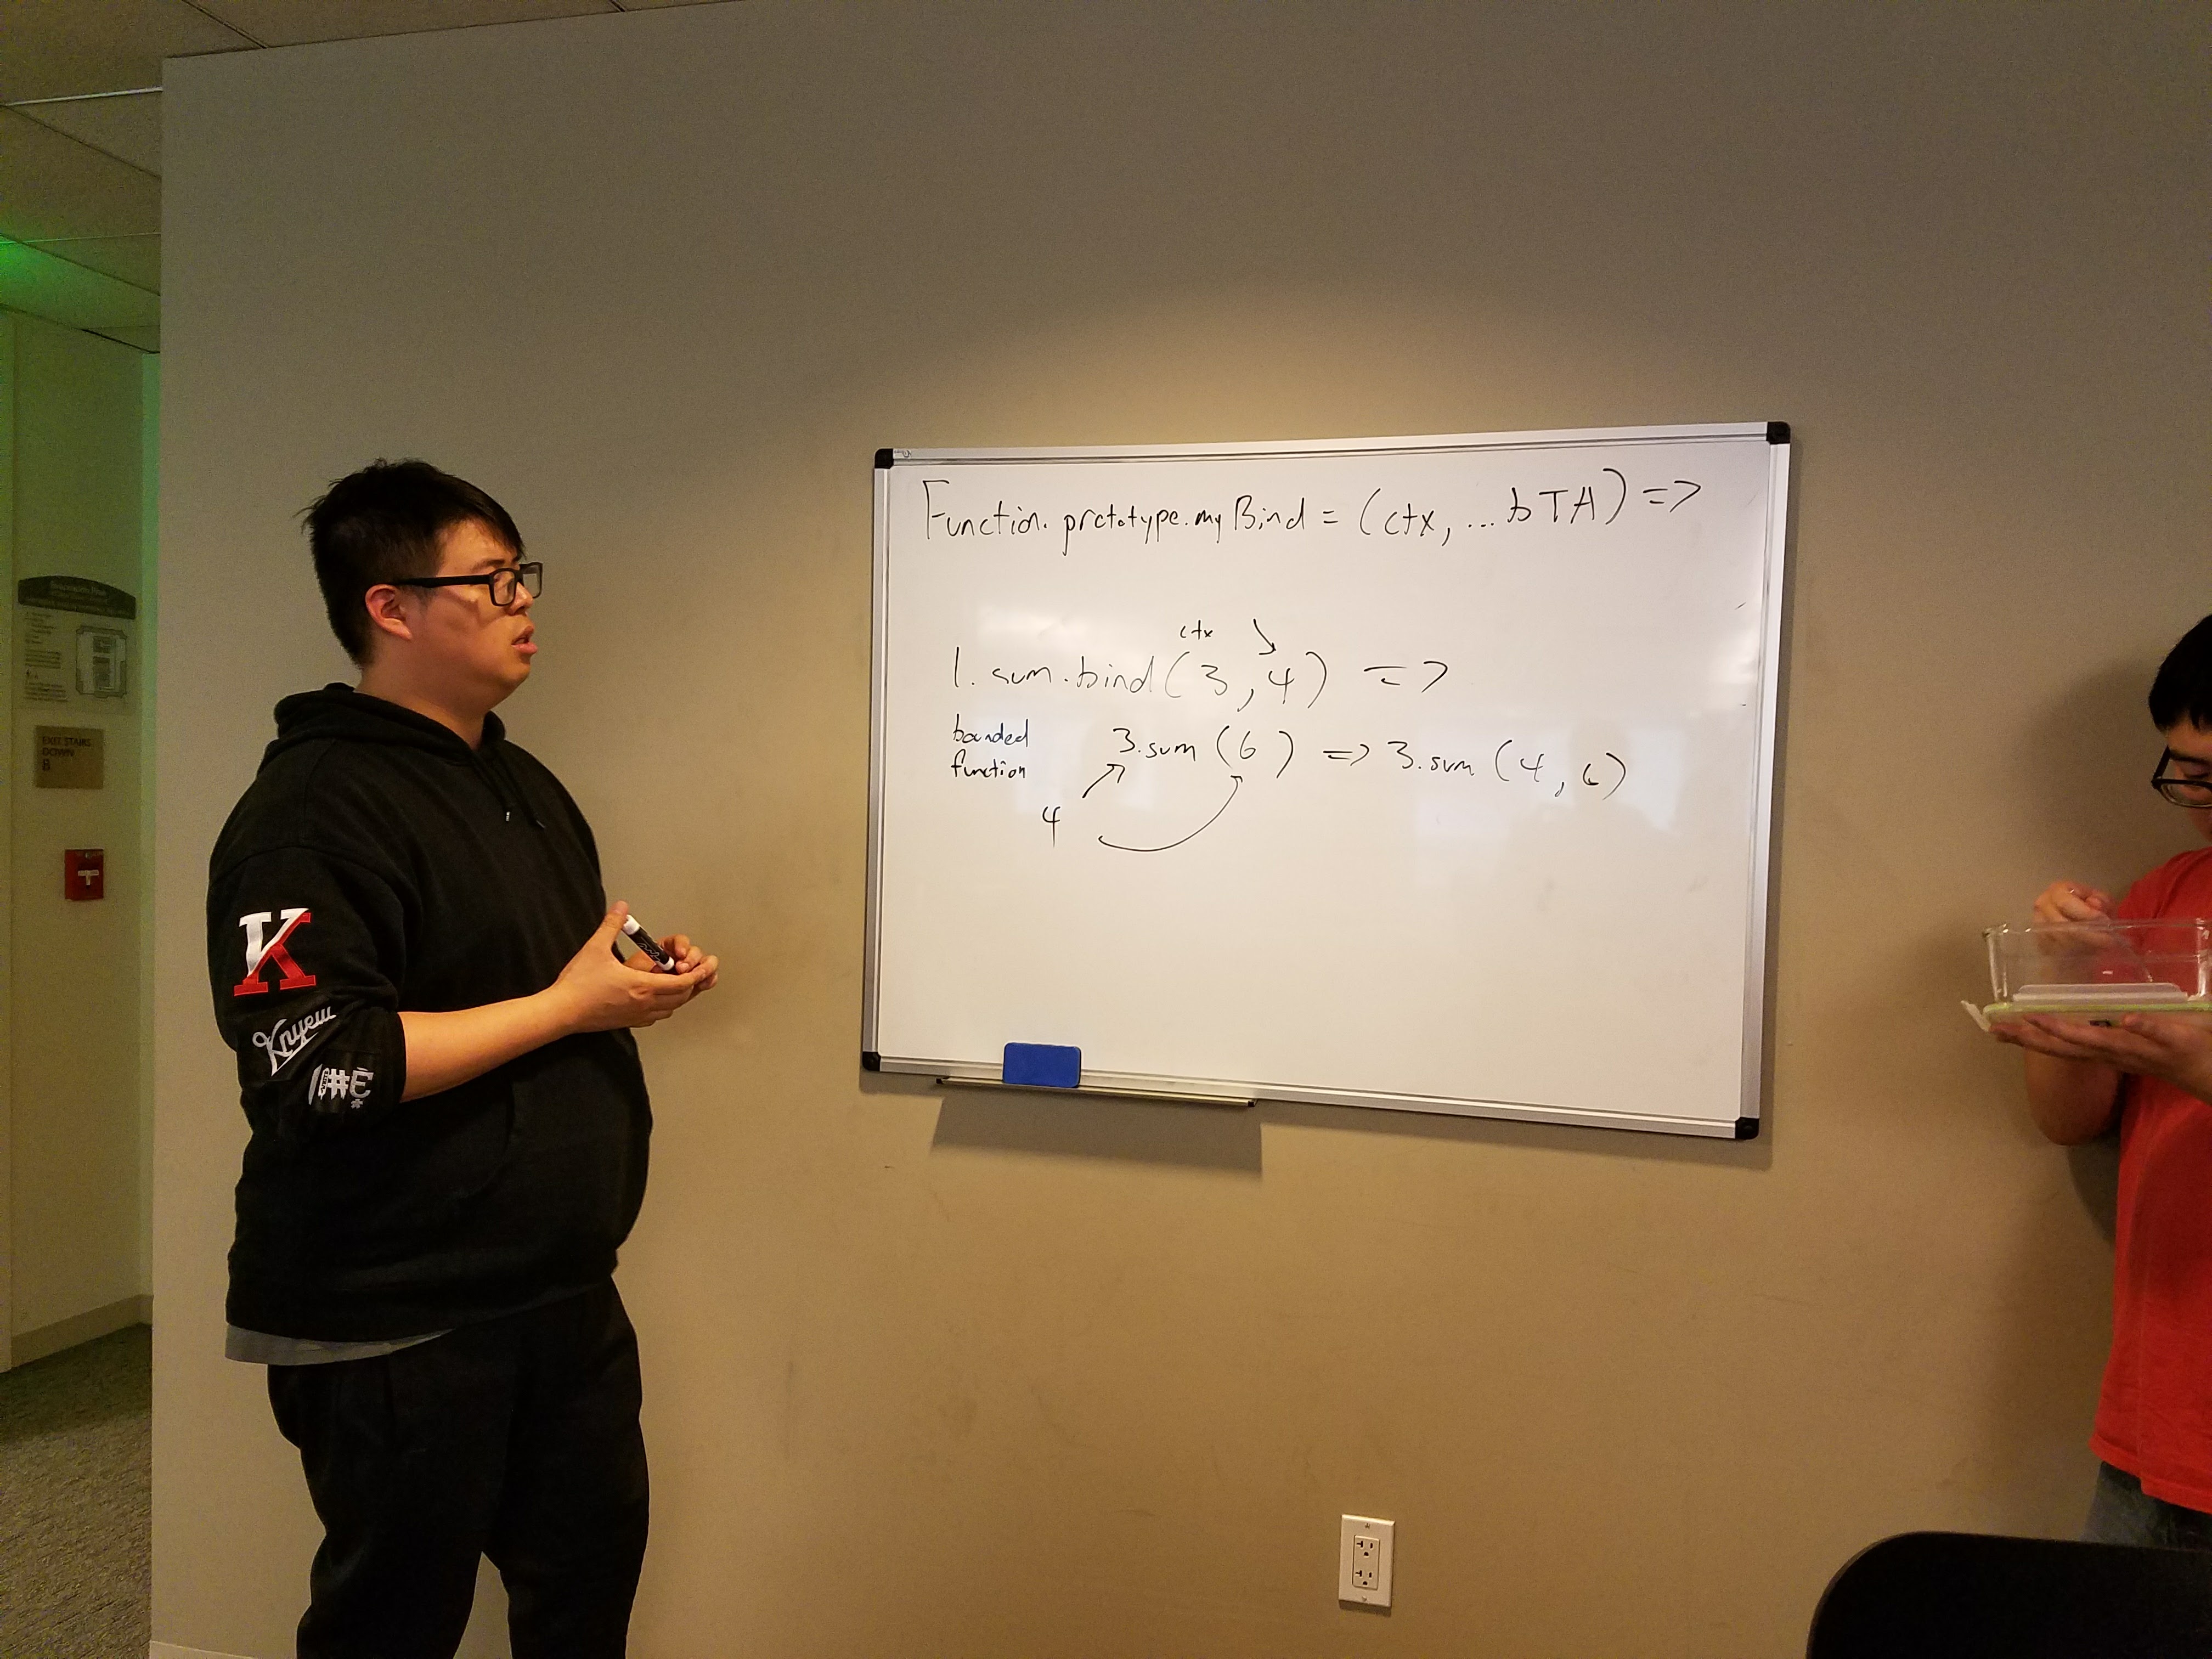 Function.prototype.myBind = (ctx, ...bTA) =>
ctx
1.sum.bind(3,4) =>
bounded
function
3.sum (6) => 3.sum (4, 6)
4
K
Knyew
EXIT STAIRS
DOWN
B